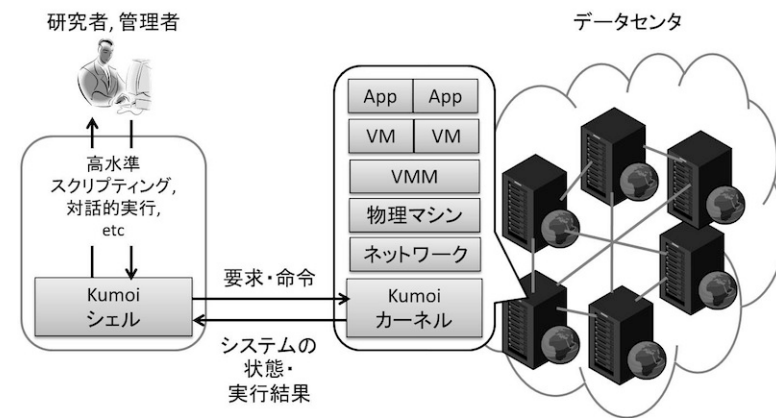 研究者, 管理者
高水準
スクリプティング,
対話的実行,
etc
Kumoi
シェル
要求・命令
システムの
状態・
実行結果
App App
VM VM
VMM
物理マシン
ネットワーク
Kumoi
カーネル
データセンタ